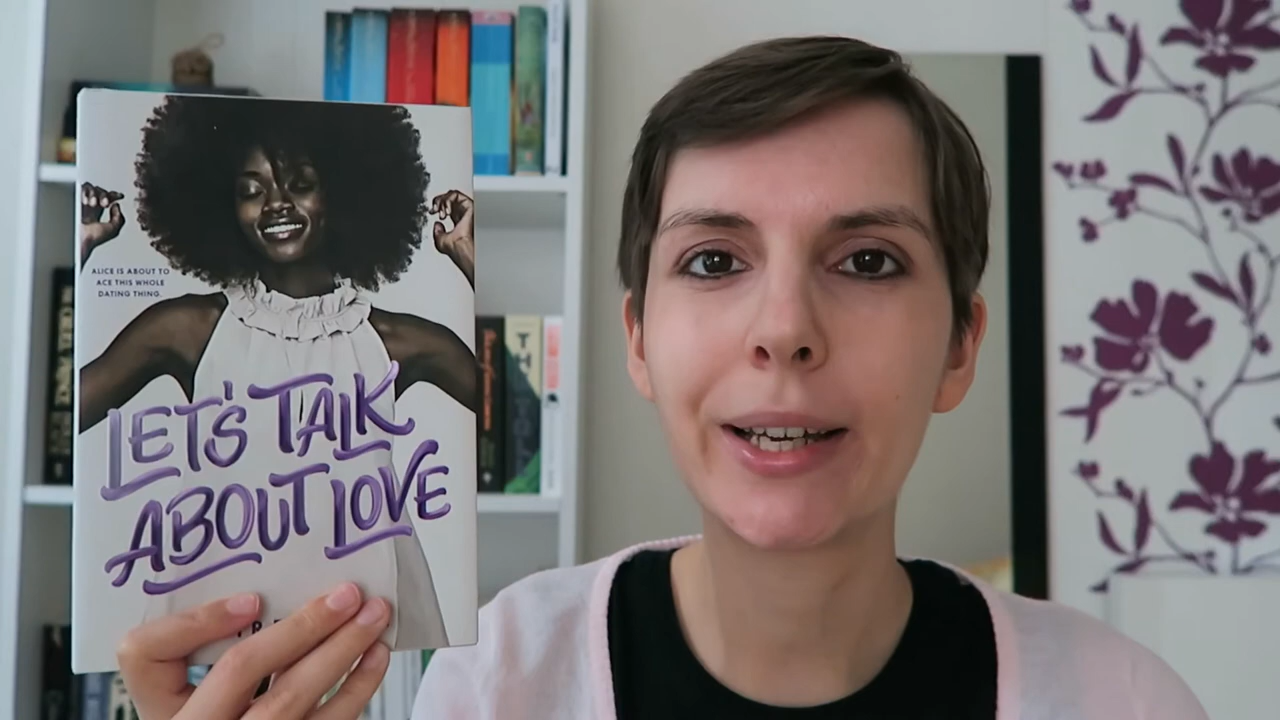 ALICE IS ABOUT TO
ACE THIS WHOLE
DATING THING.
LET'S TALK
ABOUT LOVE